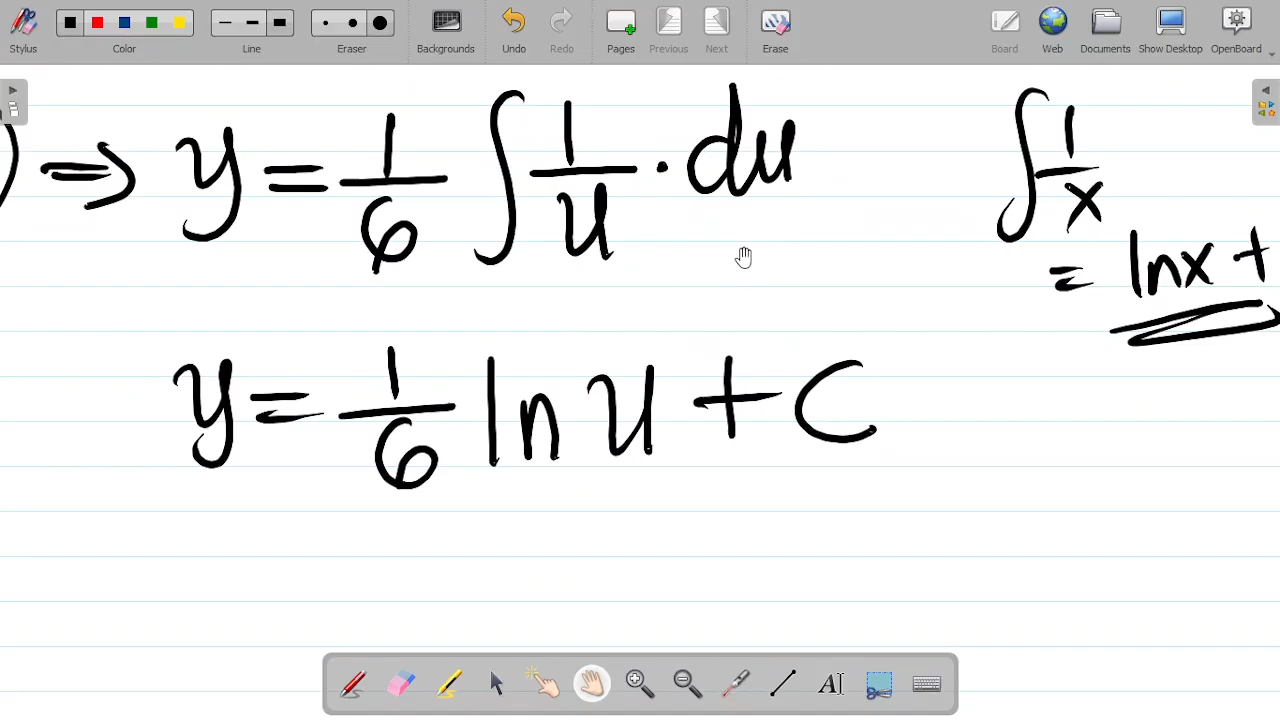 Stylus Color Line Eraser Backgrounds Undo Redo Pages Previous Next Erase Board Web Documents Show Desktop OpenBoard
) ⇒ y = 1/6 ∫ 1/u · du
∫ 1/x
= ln x +
y = 1/6 ln u + C